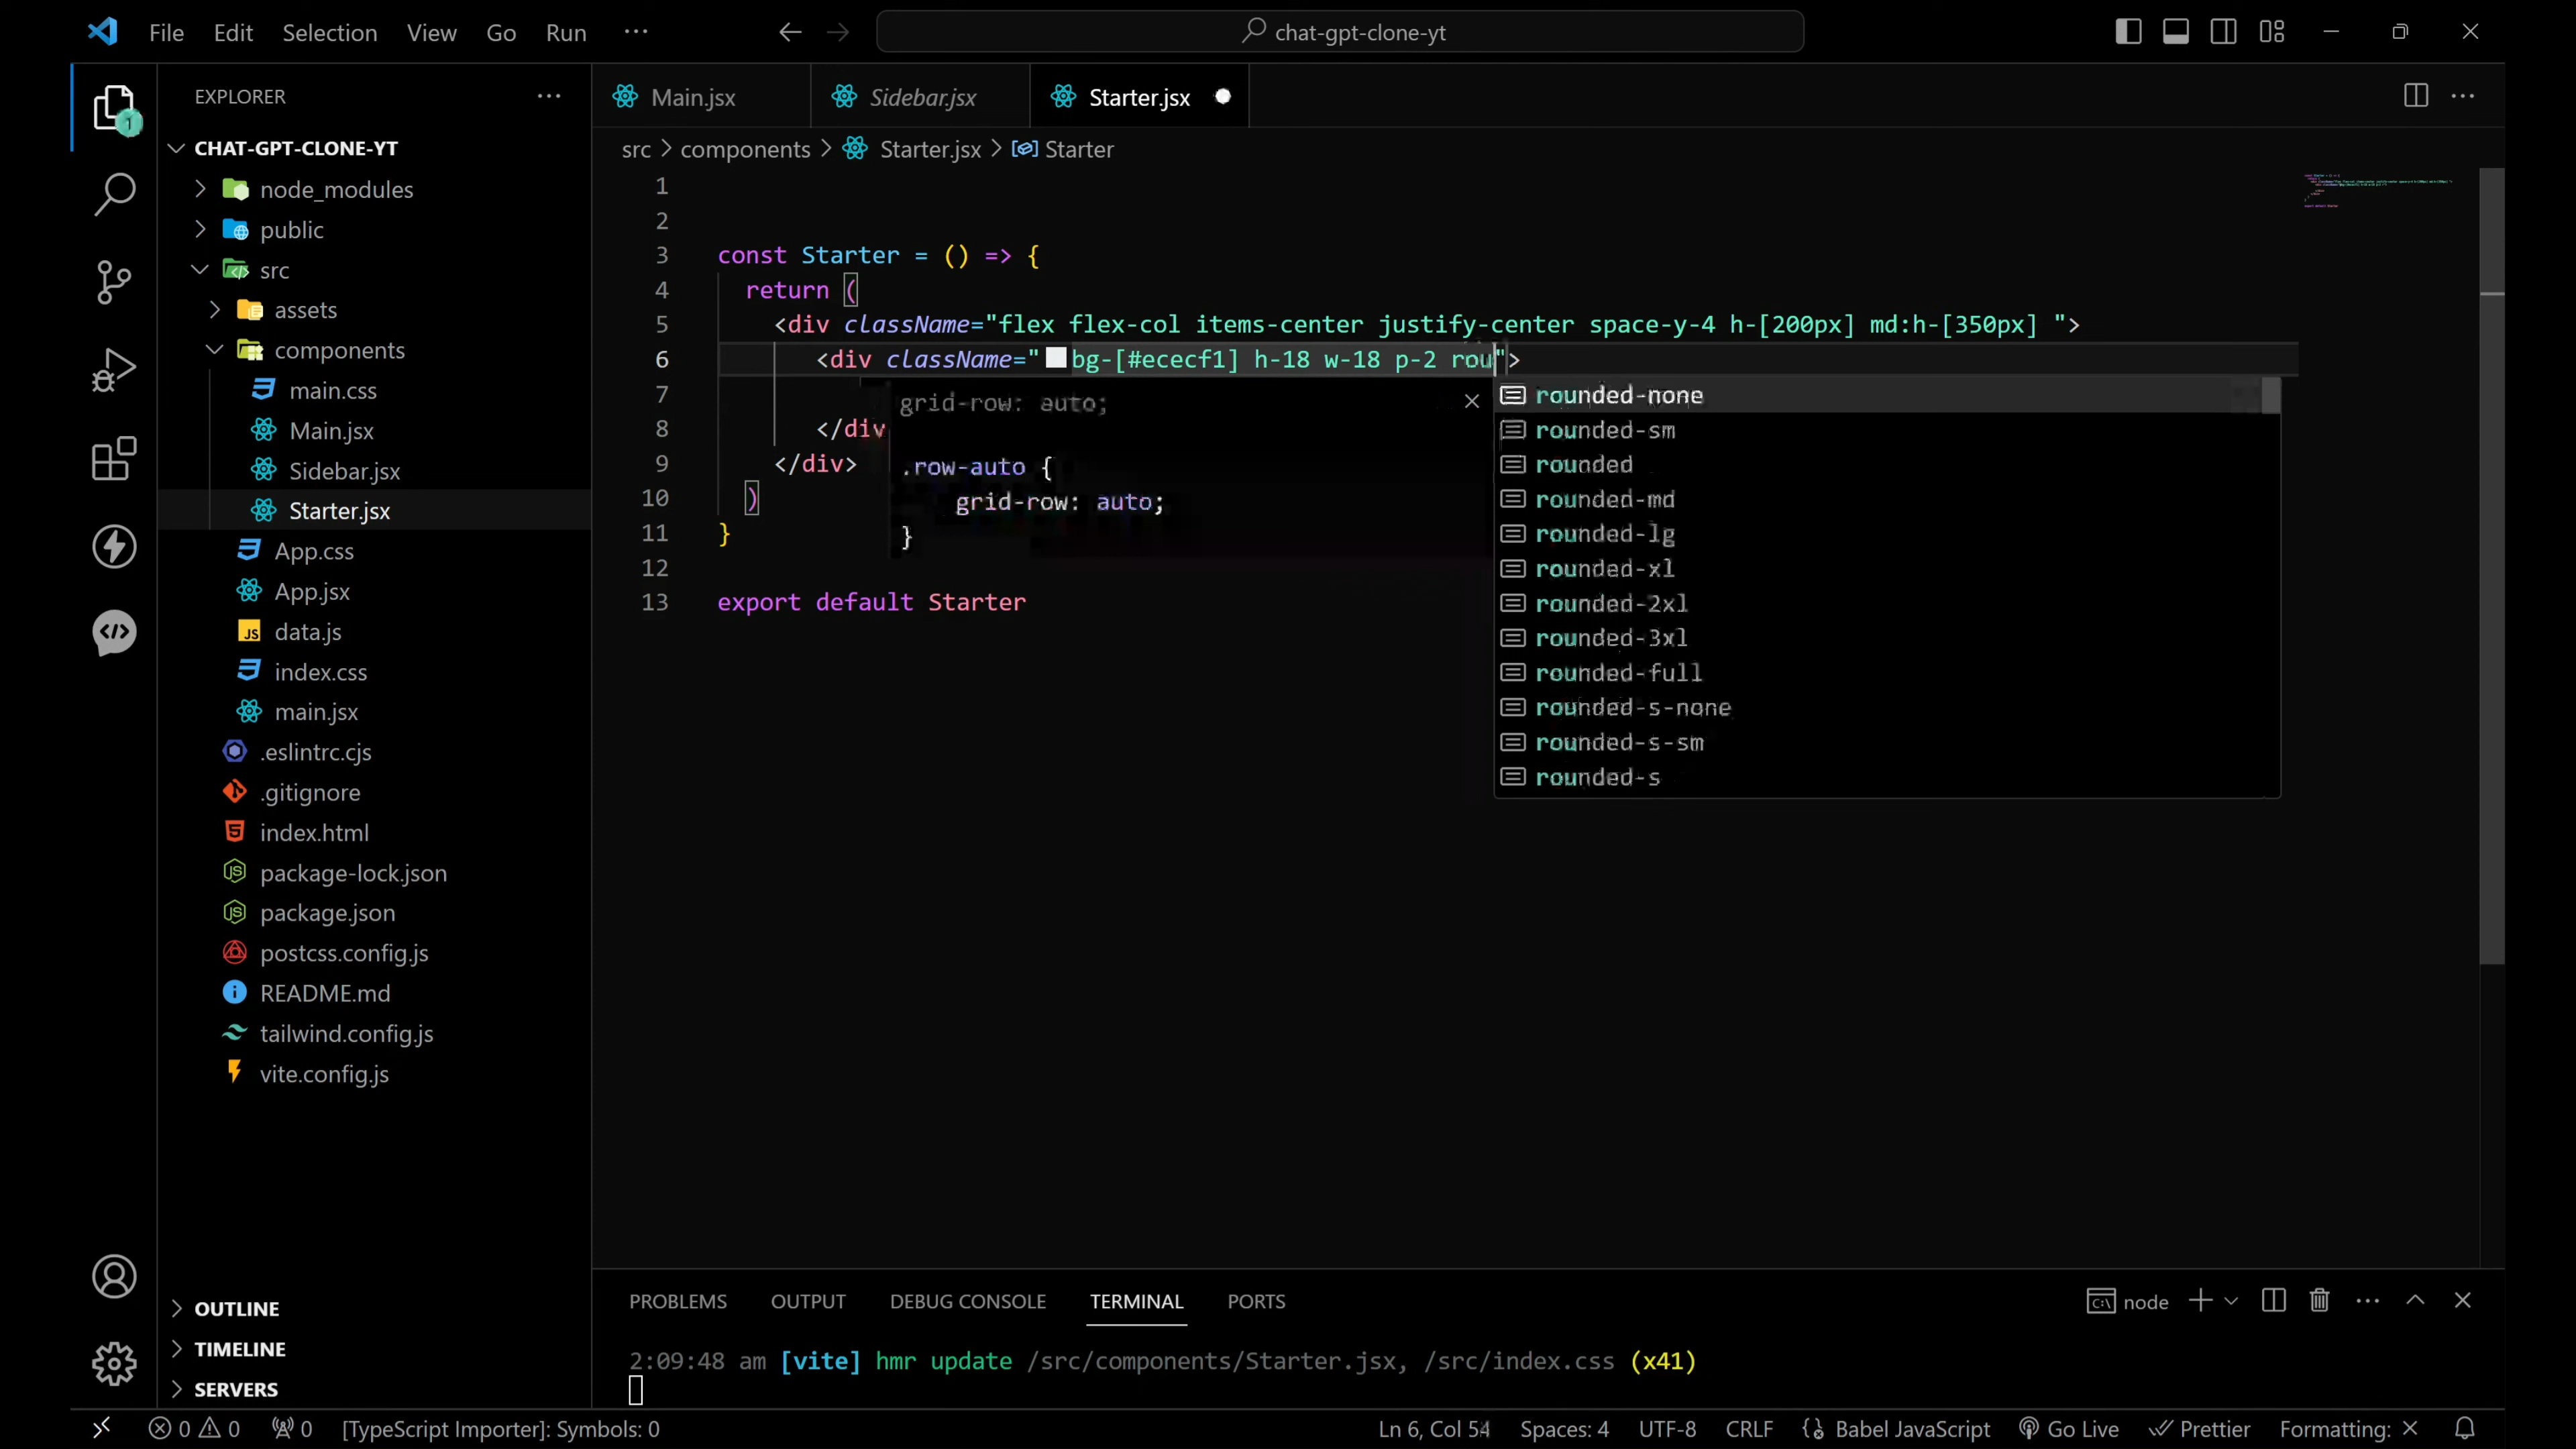 File Edit Selection View Go Run ··· chat-gpt-clone-yt
EXPLORER ···
CHAT-GPT-CLONE-YT
node_modules
public
src
assets
components
main.css
Main.jsx
Sidebar.jsx
Starter.jsx
App.css
App.jsx
JS data.js
index.css
main.jsx
.eslintrc.cjs
.gitignore
index.html
package-lock.json
package.json
postcss.config.js
README.md
tailwind.config.js
vite.config.js
OUTLINE
TIMELINE
SERVERS
1
Main.jsx Sidebar.jsx Starter.jsx
src > components > Starter.jsx > Starter
1
2
3 const Starter = () => {
4 return (
5 <div className="flex flex-col items-center justify-center space-y-4 h-[200px] md:h-[350px] ">
6 <div className=" bg-[#ececf1] h-18 w-18 p-2 rou">
7
8 </div
9 </div>
10 )
11 }
12
13 export default Starter
grid-row: auto;
.row-auto {
grid-row: auto;
}
rounded-none
rounded-sm
rounded
rounded-md
rounded-lg
rounded-xl
rounded-2xl
rounded-3xl
rounded-full
rounded-s-none
rounded-s-sm
rounded-s
PROBLEMS OUTPUT DEBUG CONSOLE TERMINAL PORTS node
2:09:48 am [vite] hmr update /src/components/Starter.jsx, /src/index.css (x41)
0 0 0 [TypeScript Importer]: Symbols: 0 Ln 6, Col 54 Spaces: 4 UTF-8 CRLF Babel JavaScript Go Live Prettier Formatting: ×